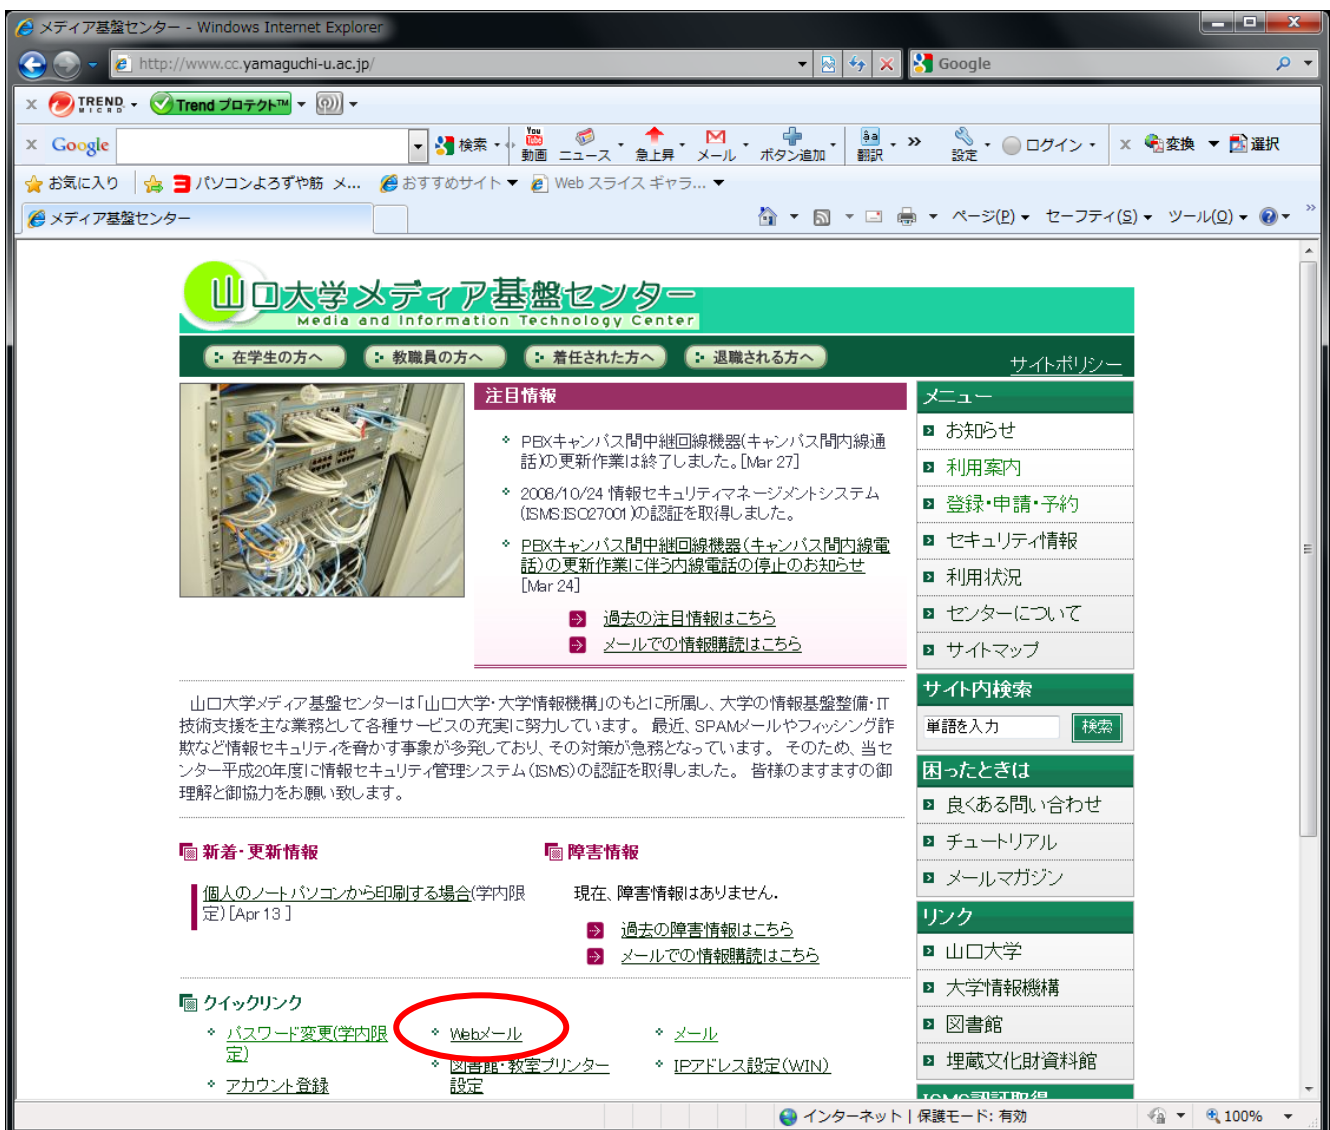 メディア基盤センター - Windows Internet Explorer
http://www.cc.yamaguchi-u.ac.jp/
Google
x TREND MICRO Trend プロテクト™
x Google 検索 You Tube 動画 ニュース 急上昇 メール ボタン追加 翻訳 » 設定 ログイン x 変換 選択
お気に入り パソコンよろずや筋 メ... おすすめサイト Web スライス ギャラ...
メディア基盤センター ページ(P) セーフティ(S) ツール(O) »
山口大学メディア基盤センター
Media and Information Technology Center
在学生の方へ 教職員の方へ 着任された方へ 退職される方へ
サイトポリシー
注目情報
PBXキャンパス間中継回線機器(キャンパス間内線通
話)の更新作業は終了しました。[Mar 27]
2008/10/24 情報セキュリティマネージメントシステム
(ISMS:ISO27001)の認証を取得しました。
PBXキャンパス間中継回線機器(キャンパス間内線電
話)の更新作業に伴う内線電話の停止のお知らせ
[Mar 24]
過去の注目情報はこちら
メールでの情報購読はこちら
メニュー
お知らせ
利用案内
登録・申請・予約
セキュリティ情報
利用状況
センターについて
サイトマップ
サイト内検索
単語を入力 検索
困ったときは
良くある問い合わせ
チュートリアル
メールマガジン
リンク
山口大学
大学情報機構
図書館
埋蔵文化財資料館
ISMS認証取得
山口大学メディア基盤センターは「山口大学・大学情報機構」のもとに所属し、大学の情報基盤整備・IT
技術支援を主な業務として各種サービスの充実に努力しています。 最近、SPAMメールやフィッシング詐
欺など情報セキュリティを脅かす事象が多発しており、その対策が急務となっています。 そのため、当セ
ンター平成20年度に情報セキュリティ管理システム(ISMS)の認証を取得しました。 皆様のますますの御
理解と御協力をお願い致します。
新着・更新情報
個人のノートパソコンから印刷する場合(学内限
定) [Apr 13 ]
障害情報
現在、障害情報はありません.
過去の障害情報はこちら
メールでの情報購読はこちら
クイックリンク
パスワード変更(学内限
定)
アカウント登録
Webメール
図書館・教室プリンター
設定
メール
IPアドレス設定(WIN)
インターネット | 保護モード: 有効 100%